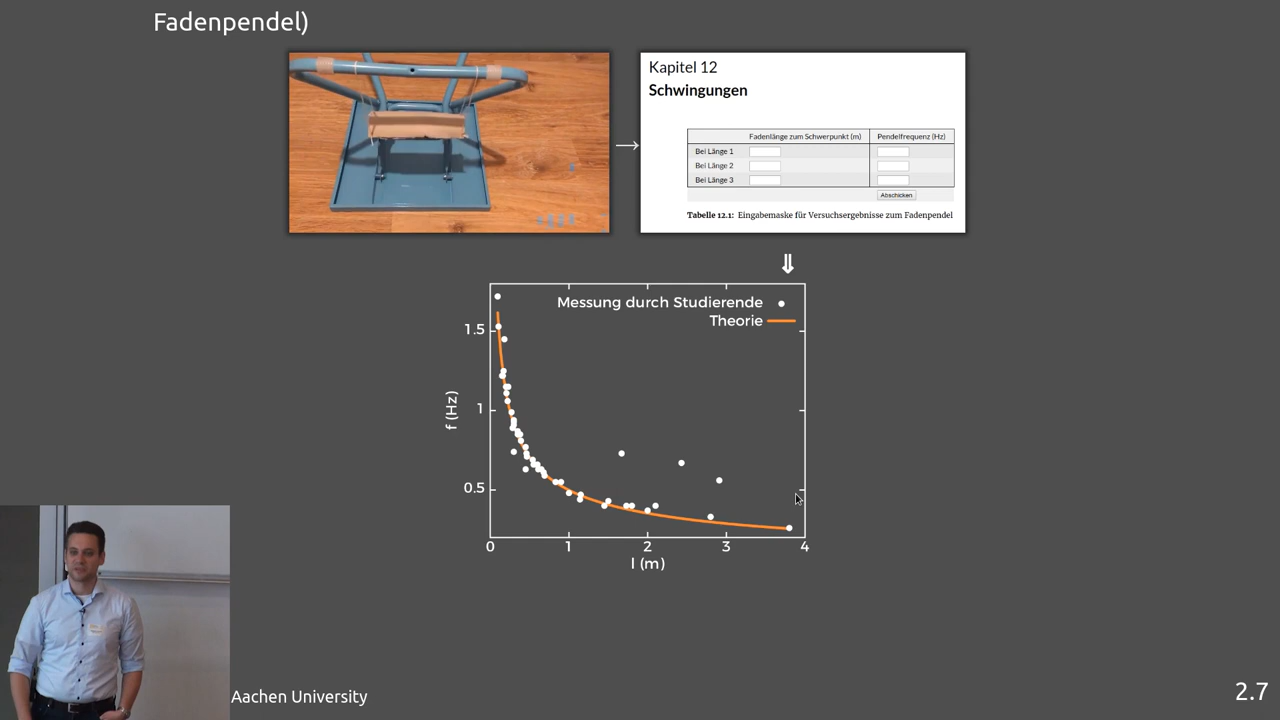 Fadenpendel)
Kapitel 12
Schwingungen
Fadenlänge zum Schwerpunkt (m) Pendelfrequenz (Hz)
Bei Länge 1
Bei Länge 2
Bei Länge 3
Abschicken
Tabelle 12.1: Eingabemaske für Versuchsergebnisse zum Fadenpendel
Messung durch Studierende
Theorie
1.5
1
0.5
f (Hz)
0 1 2 3 4
l (m)
Aachen University
2.7